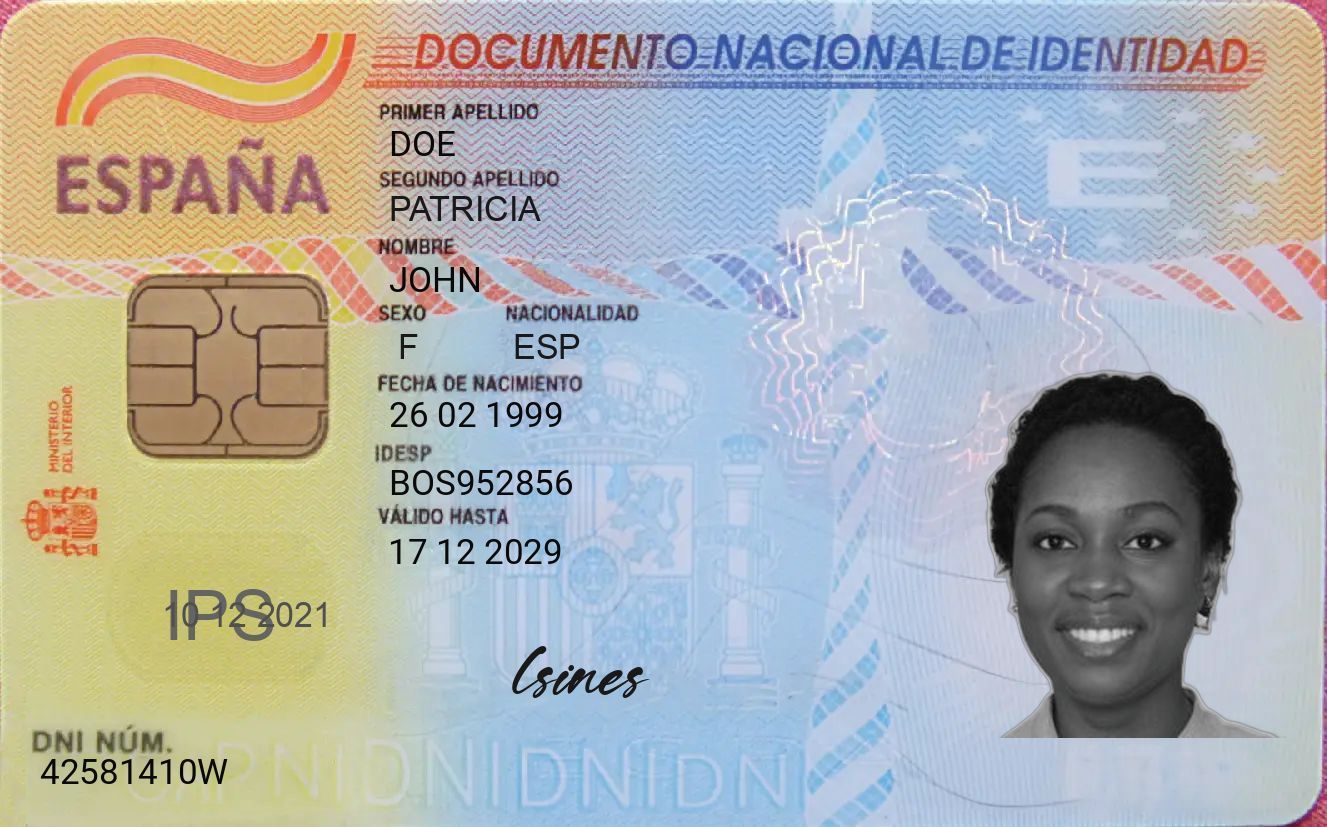 DOCUMENTO NACIONAL DE IDENTIDAD
ESPAÑA
PRIMER APELLIDO
DOE
SEGUNDO APELLIDO
PATRICIA
NOMBRE
JOHN
SEXO NACIONALIDAD
F ESP
FECHA DE NACIMIENTO
26 02 1999
IDESP
BOS952856
VÁLIDO HASTA
17 12 2029
MINISTERIO
DEL INTERIOR
E
IPS
10 12 2021
Csines
DNI NÚM.
42581410W
DNIDNIDNIDN